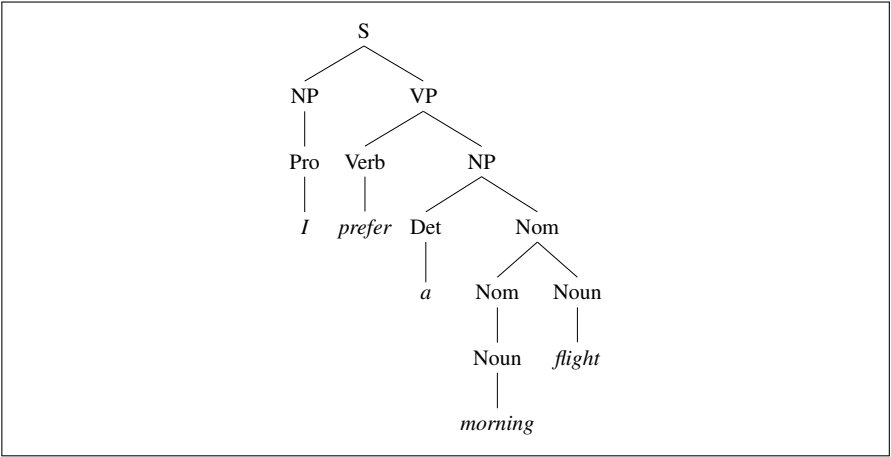 S
NP VP
Pro Verb NP
I prefer Det Nom
a Nom Noun
Noun flight
morning